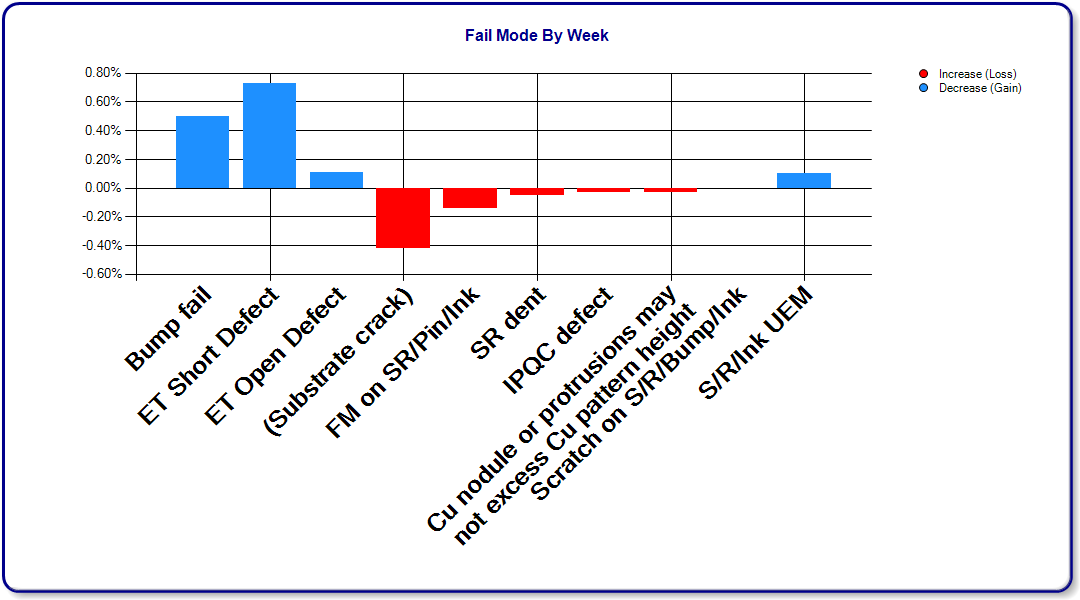 Fail Mode By Week
Increase (Loss)
Decrease (Gain)
0.80%
0.60%
0.40%
0.20%
0.00%
-0.20%
-0.40%
-0.60%
Bump fail
ET Short Defect
ET Open Defect
(Substrate crack)
FM on SR/Pin/Ink
SR dent
IPQC defect
Cu nodule or protrusions may
not excess Cu pattern height
Scratch on S/R/Bump/Ink
S/R/Ink UEM